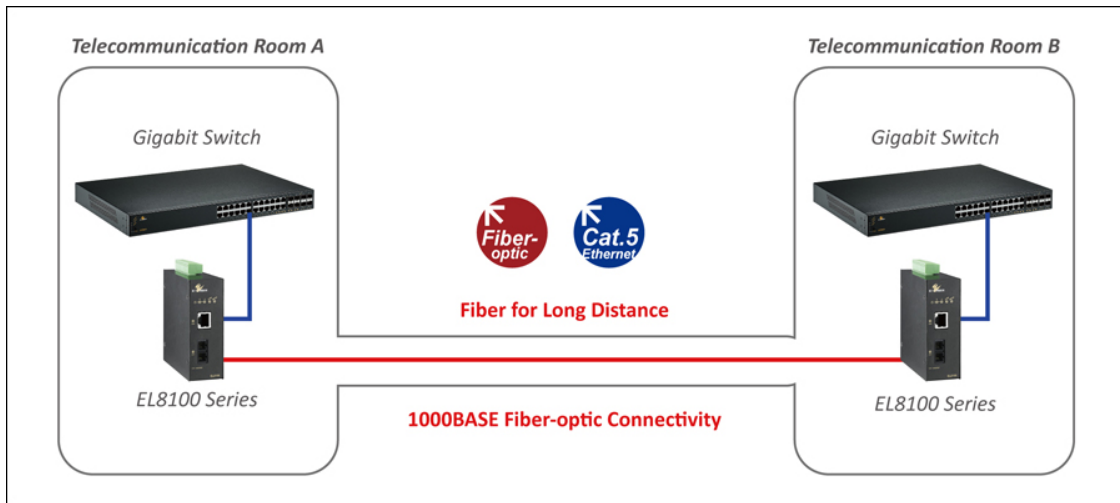 Telecommunication Room A
Telecommunication Room B
Gigabit Switch
Gigabit Switch
Fiber-
optic
Cat.5
Ethernet
Fiber for Long Distance
EL8100 Series
EL8100 Series
1000BASE Fiber-optic Connectivity